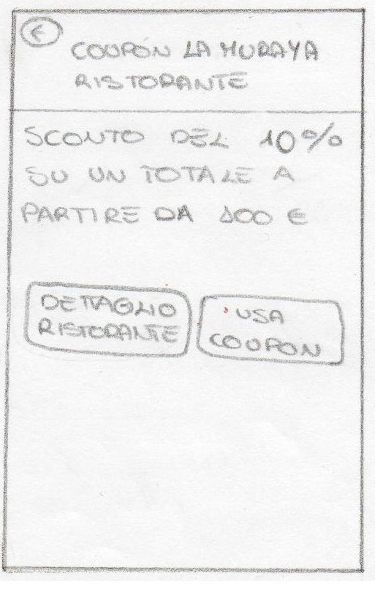 COUPON LA MURAYA
RISTORANTE
SCONTO DEL 10%
SU UN TOTALE A
PARTIRE DA 100 €
DETTAGLIO
RISTORANTE
USA
COUPON